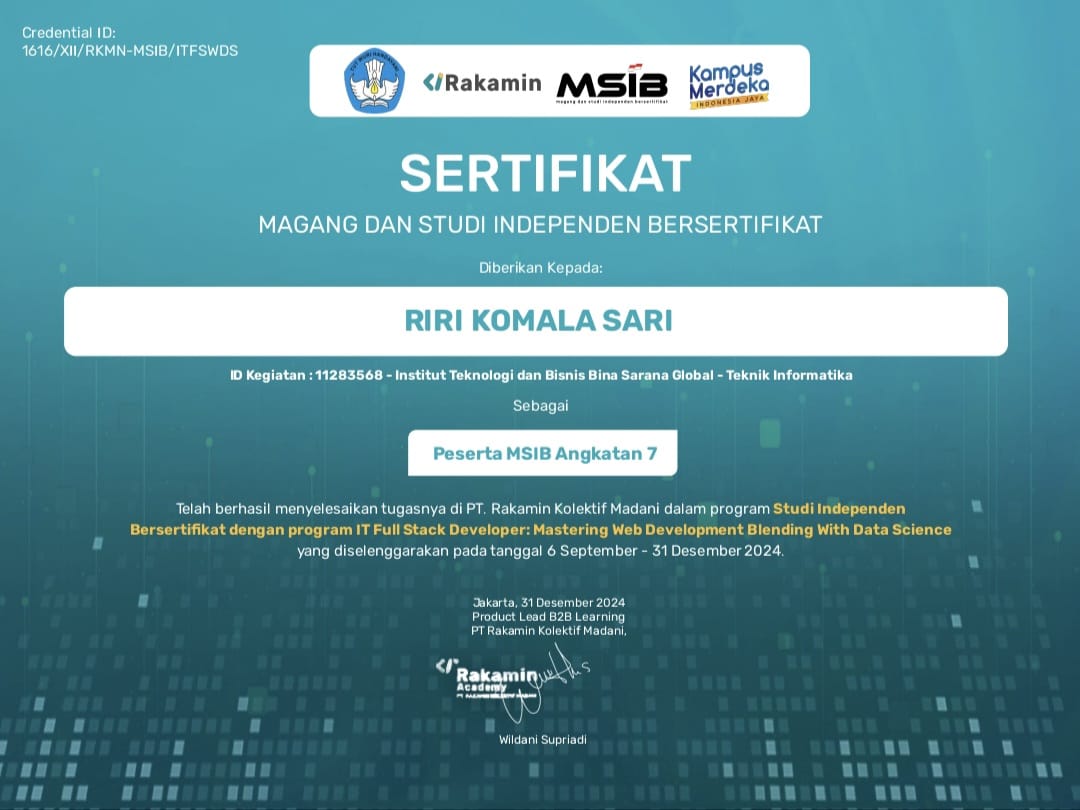 Credential ID:
1616/XII/RKMN-MSIB/ITFSWDS
TUT WURI HANDAYANI
Rakamin
MSIB
magang dan studi independen bersertifikat
Kampus
Merdeka
INDONESIA JAYA
SERTIFIKAT
MAGANG DAN STUDI INDEPENDEN BERSERTIFIKAT
Diberikan Kepada:
RIRI KOMALA SARI
ID Kegiatan : 11283568 - Institut Teknologi dan Bisnis Bina Sarana Global - Teknik Informatika
Sebagai
Peserta MSIB Angkatan 7
Telah berhasil menyelesaikan tugasnya di PT. Rakamin Kolektif Madani dalam program Studi Independen
Bersertifikat dengan program IT Full Stack Developer: Mastering Web Development Blending With Data Science
yang diselenggarakan pada tanggal 6 September - 31 Desember 2024.
Jakarta, 31 Desember 2024
Product Lead B2B Learning
PT Rakamin Kolektif Madani,
Rakamin
Academy
PT RAKAMIN KOLEKTIF MADANI
Wildani Supriadi